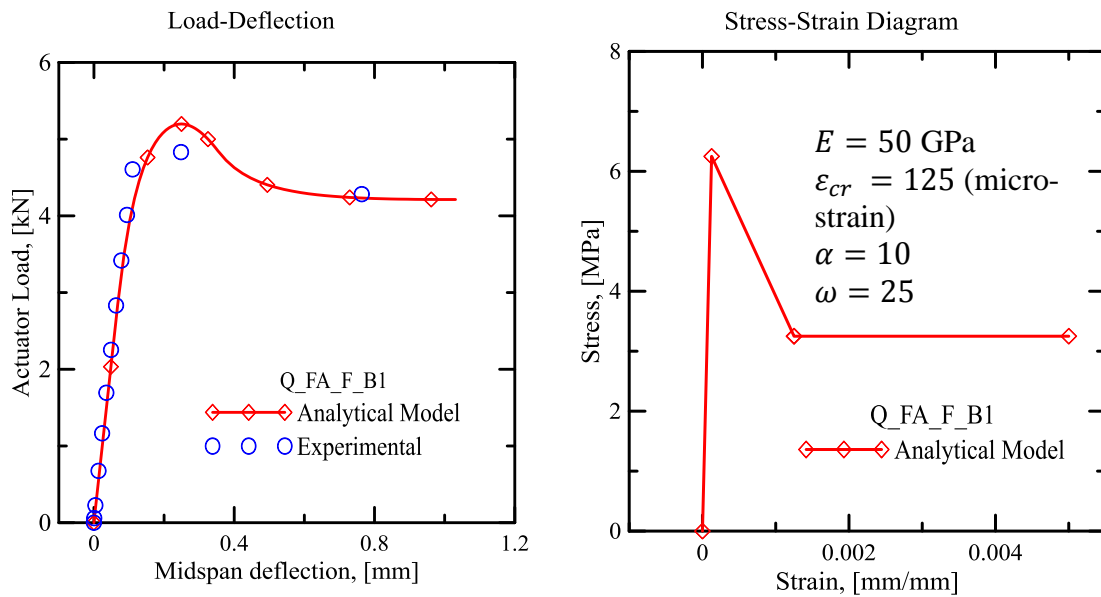 Load-Deflection
6
4
2
0
Actuator Load, [kN]
0
0.4
0.8
1.2
Midspan deflection, [mm]
Q_FA_F_B1
Analytical Model
Experimental
Stress-Strain Diagram
8
6
4
2
0
Stress, [MPa]
0
0.002
0.004
Strain, [mm/mm]
E = 50 GPa
ε_cr = 125 (micro-
strain)
α = 10
ω = 25
Q_FA_F_B1
Analytical Model